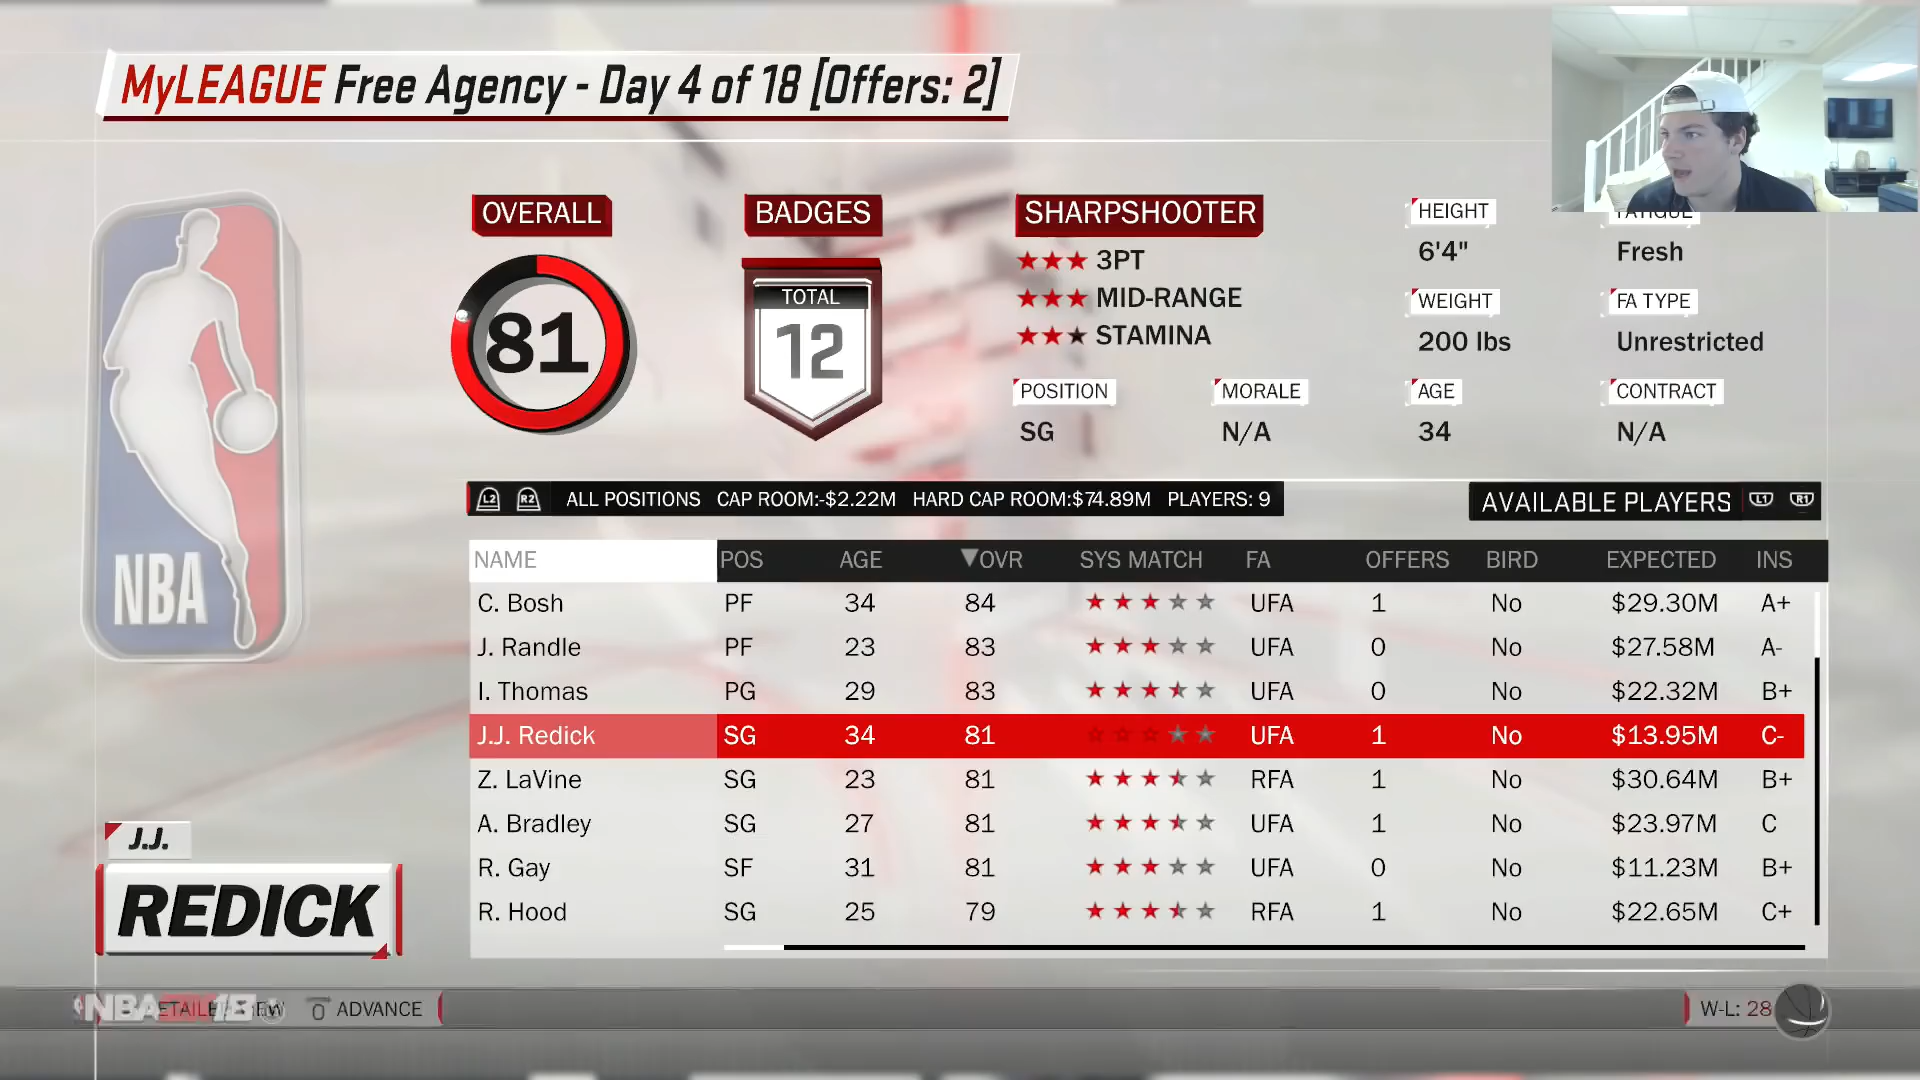 MyLEAGUE Free Agency - Day 4 of 18 [Offers: 2]
OVERALL
81
BADGES
TOTAL
12
SHARPSHOOTER
★★★ 3PT
★★★ MID-RANGE
★★★ STAMINA
POSITION
SG
MORALE
N/A
HEIGHT
6'4"
WEIGHT
200 lbs
AGE
34
FATIGUE
Fresh
FA TYPE
Unrestricted
CONTRACT
N/A
NBA
L2 R2 ALL POSITIONS CAP ROOM:-$2.22M HARD CAP ROOM:$74.89M PLAYERS: 9
AVAILABLE PLAYERS L1 R1
NAME POS AGE ▼OVR SYS MATCH FA OFFERS BIRD EXPECTED INS
C. Bosh PF 34 84 UFA 1 No $29.30M A+
J. Randle PF 23 83 UFA 0 No $27.58M A-
I. Thomas PG 29 83 UFA 0 No $22.32M B+
J.J. Redick SG 34 81 UFA 1 No $13.95M C-
Z. LaVine SG 23 81 RFA 1 No $30.64M B+
A. Bradley SG 27 81 UFA 1 No $23.97M C
R. Gay SF 31 81 UFA 0 No $11.23M B+
R. Hood SG 25 79 RFA 1 No $22.65M C+
J.J.
REDICK
NBA 2K18
ADVANCE
W-L: 28